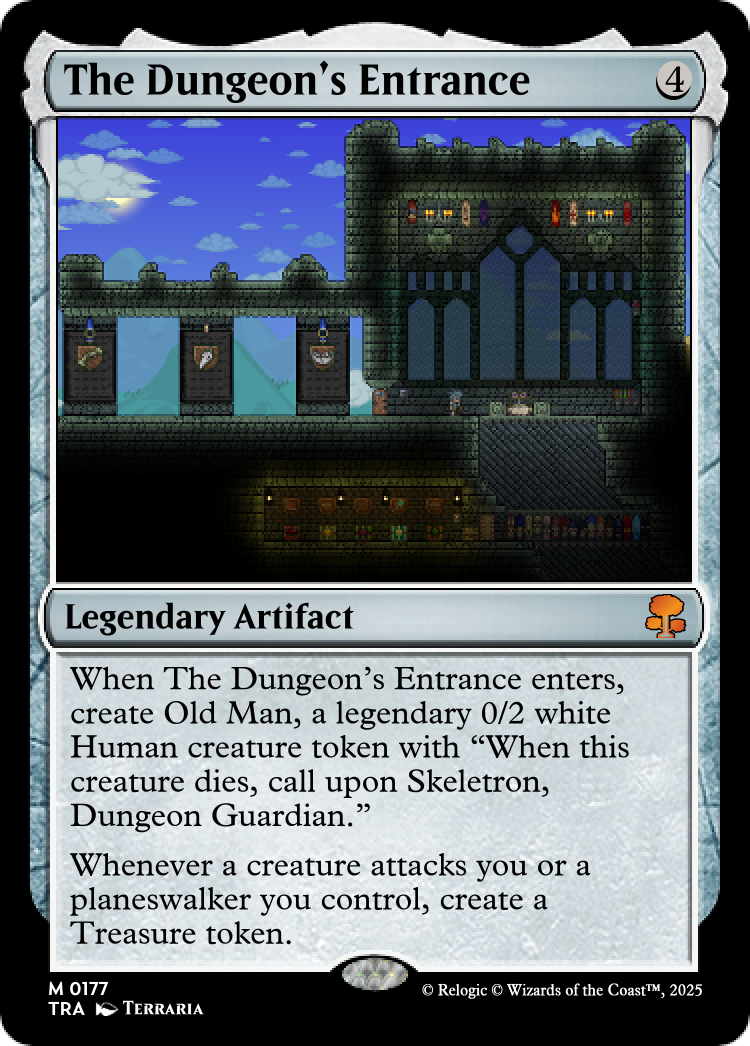 The Dungeon's Entrance 4
Legendary Artifact
When The Dungeon’s Entrance enters,
create Old Man, a legendary 0/2 white
Human creature token with “When this
creature dies, call upon Skeletron,
Dungeon Guardian.”
Whenever a creature attacks you or a
planeswalker you control, create a
Treasure token.
M 0177
TRA TERRARIA
© Relogic © Wizards of the Coast™, 2025